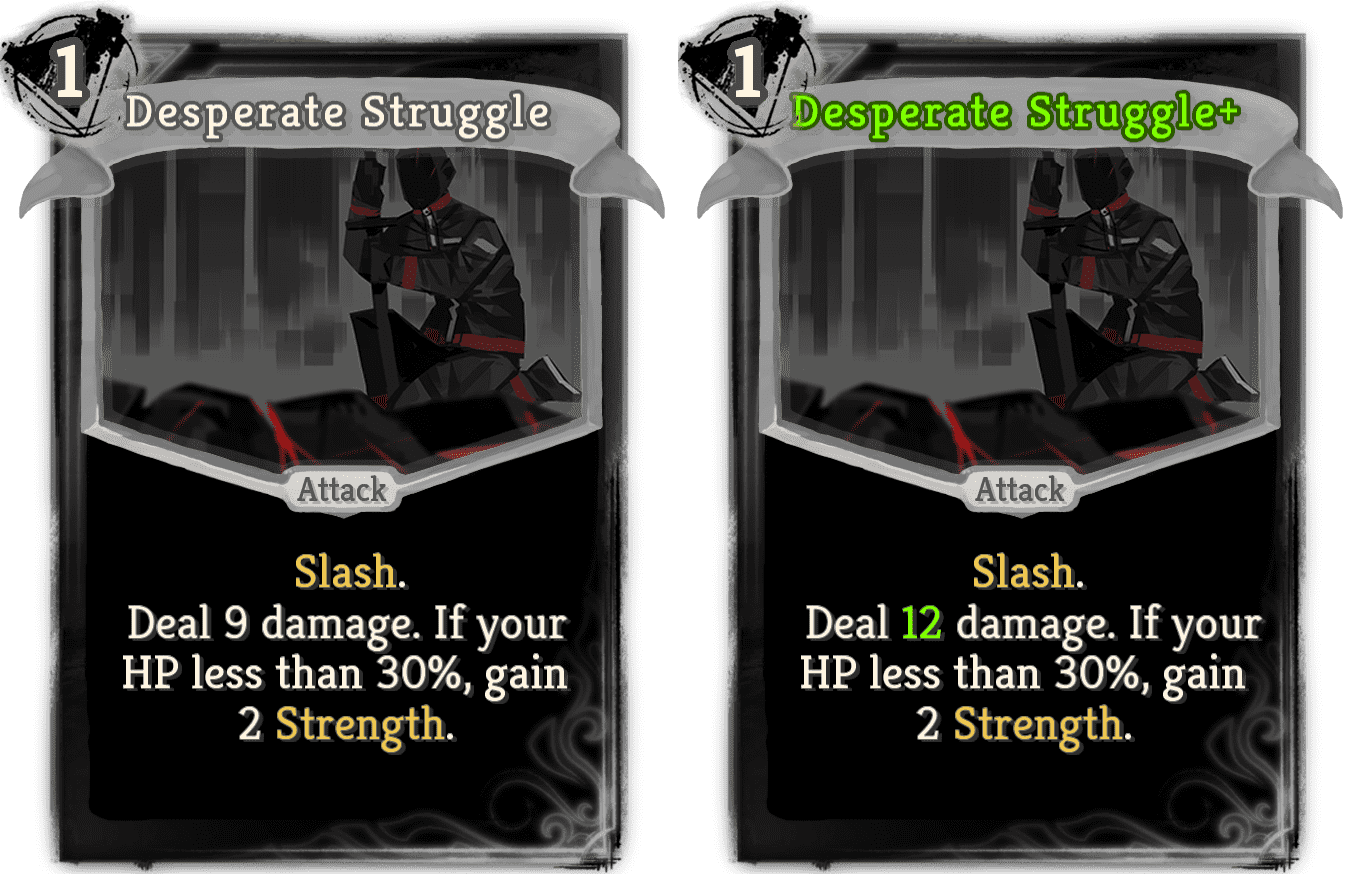 1
Desperate Struggle
Attack
Slash.
Deal 9 damage. If your
HP less than 30%, gain
2 Strength.
1
Desperate Struggle+
Attack
Slash.
Deal 12 damage. If your
HP less than 30%, gain
2 Strength.